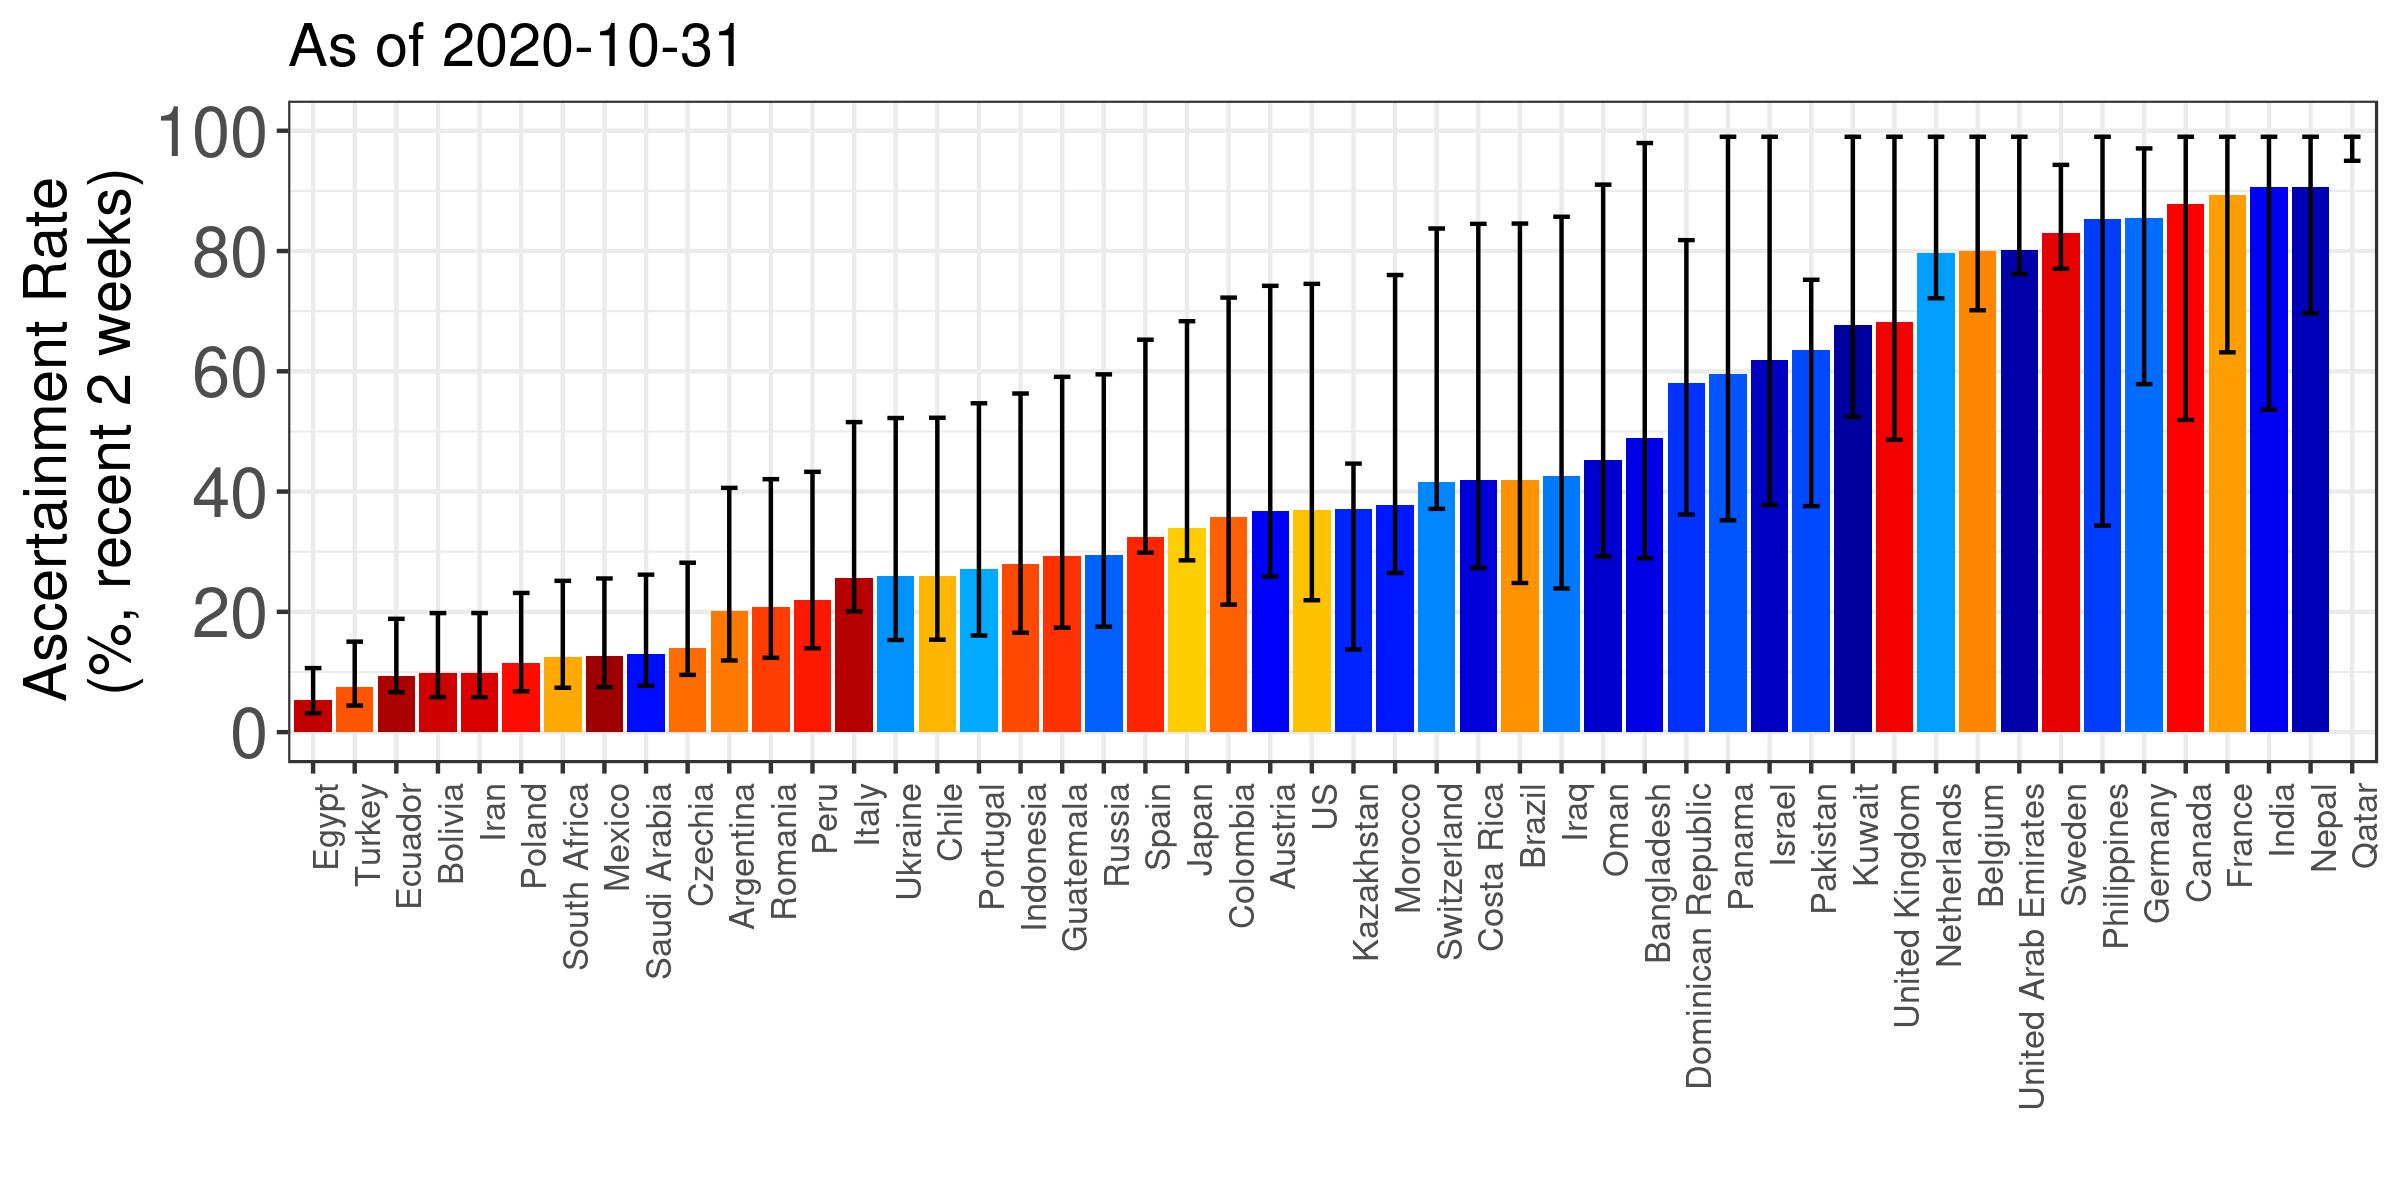 As of 2020-10-31
Ascertainment Rate
(%, recent 2 weeks)
100
80
60
40
20
0
Egypt
Turkey
Ecuador
Bolivia
Iran
Poland
South Africa
Mexico
Saudi Arabia
Czechia
Argentina
Romania
Peru
Italy
Ukraine
Chile
Portugal
Indonesia
Guatemala
Russia
Spain
Japan
Colombia
Austria
US
Kazakhstan
Morocco
Switzerland
Costa Rica
Brazil
Iraq
Oman
Bangladesh
Dominican Republic
Panama
Israel
Pakistan
Kuwait
United Kingdom
Netherlands
Belgium
United Arab Emirates
Sweden
Philippines
Germany
Canada
France
India
Nepal
Qatar